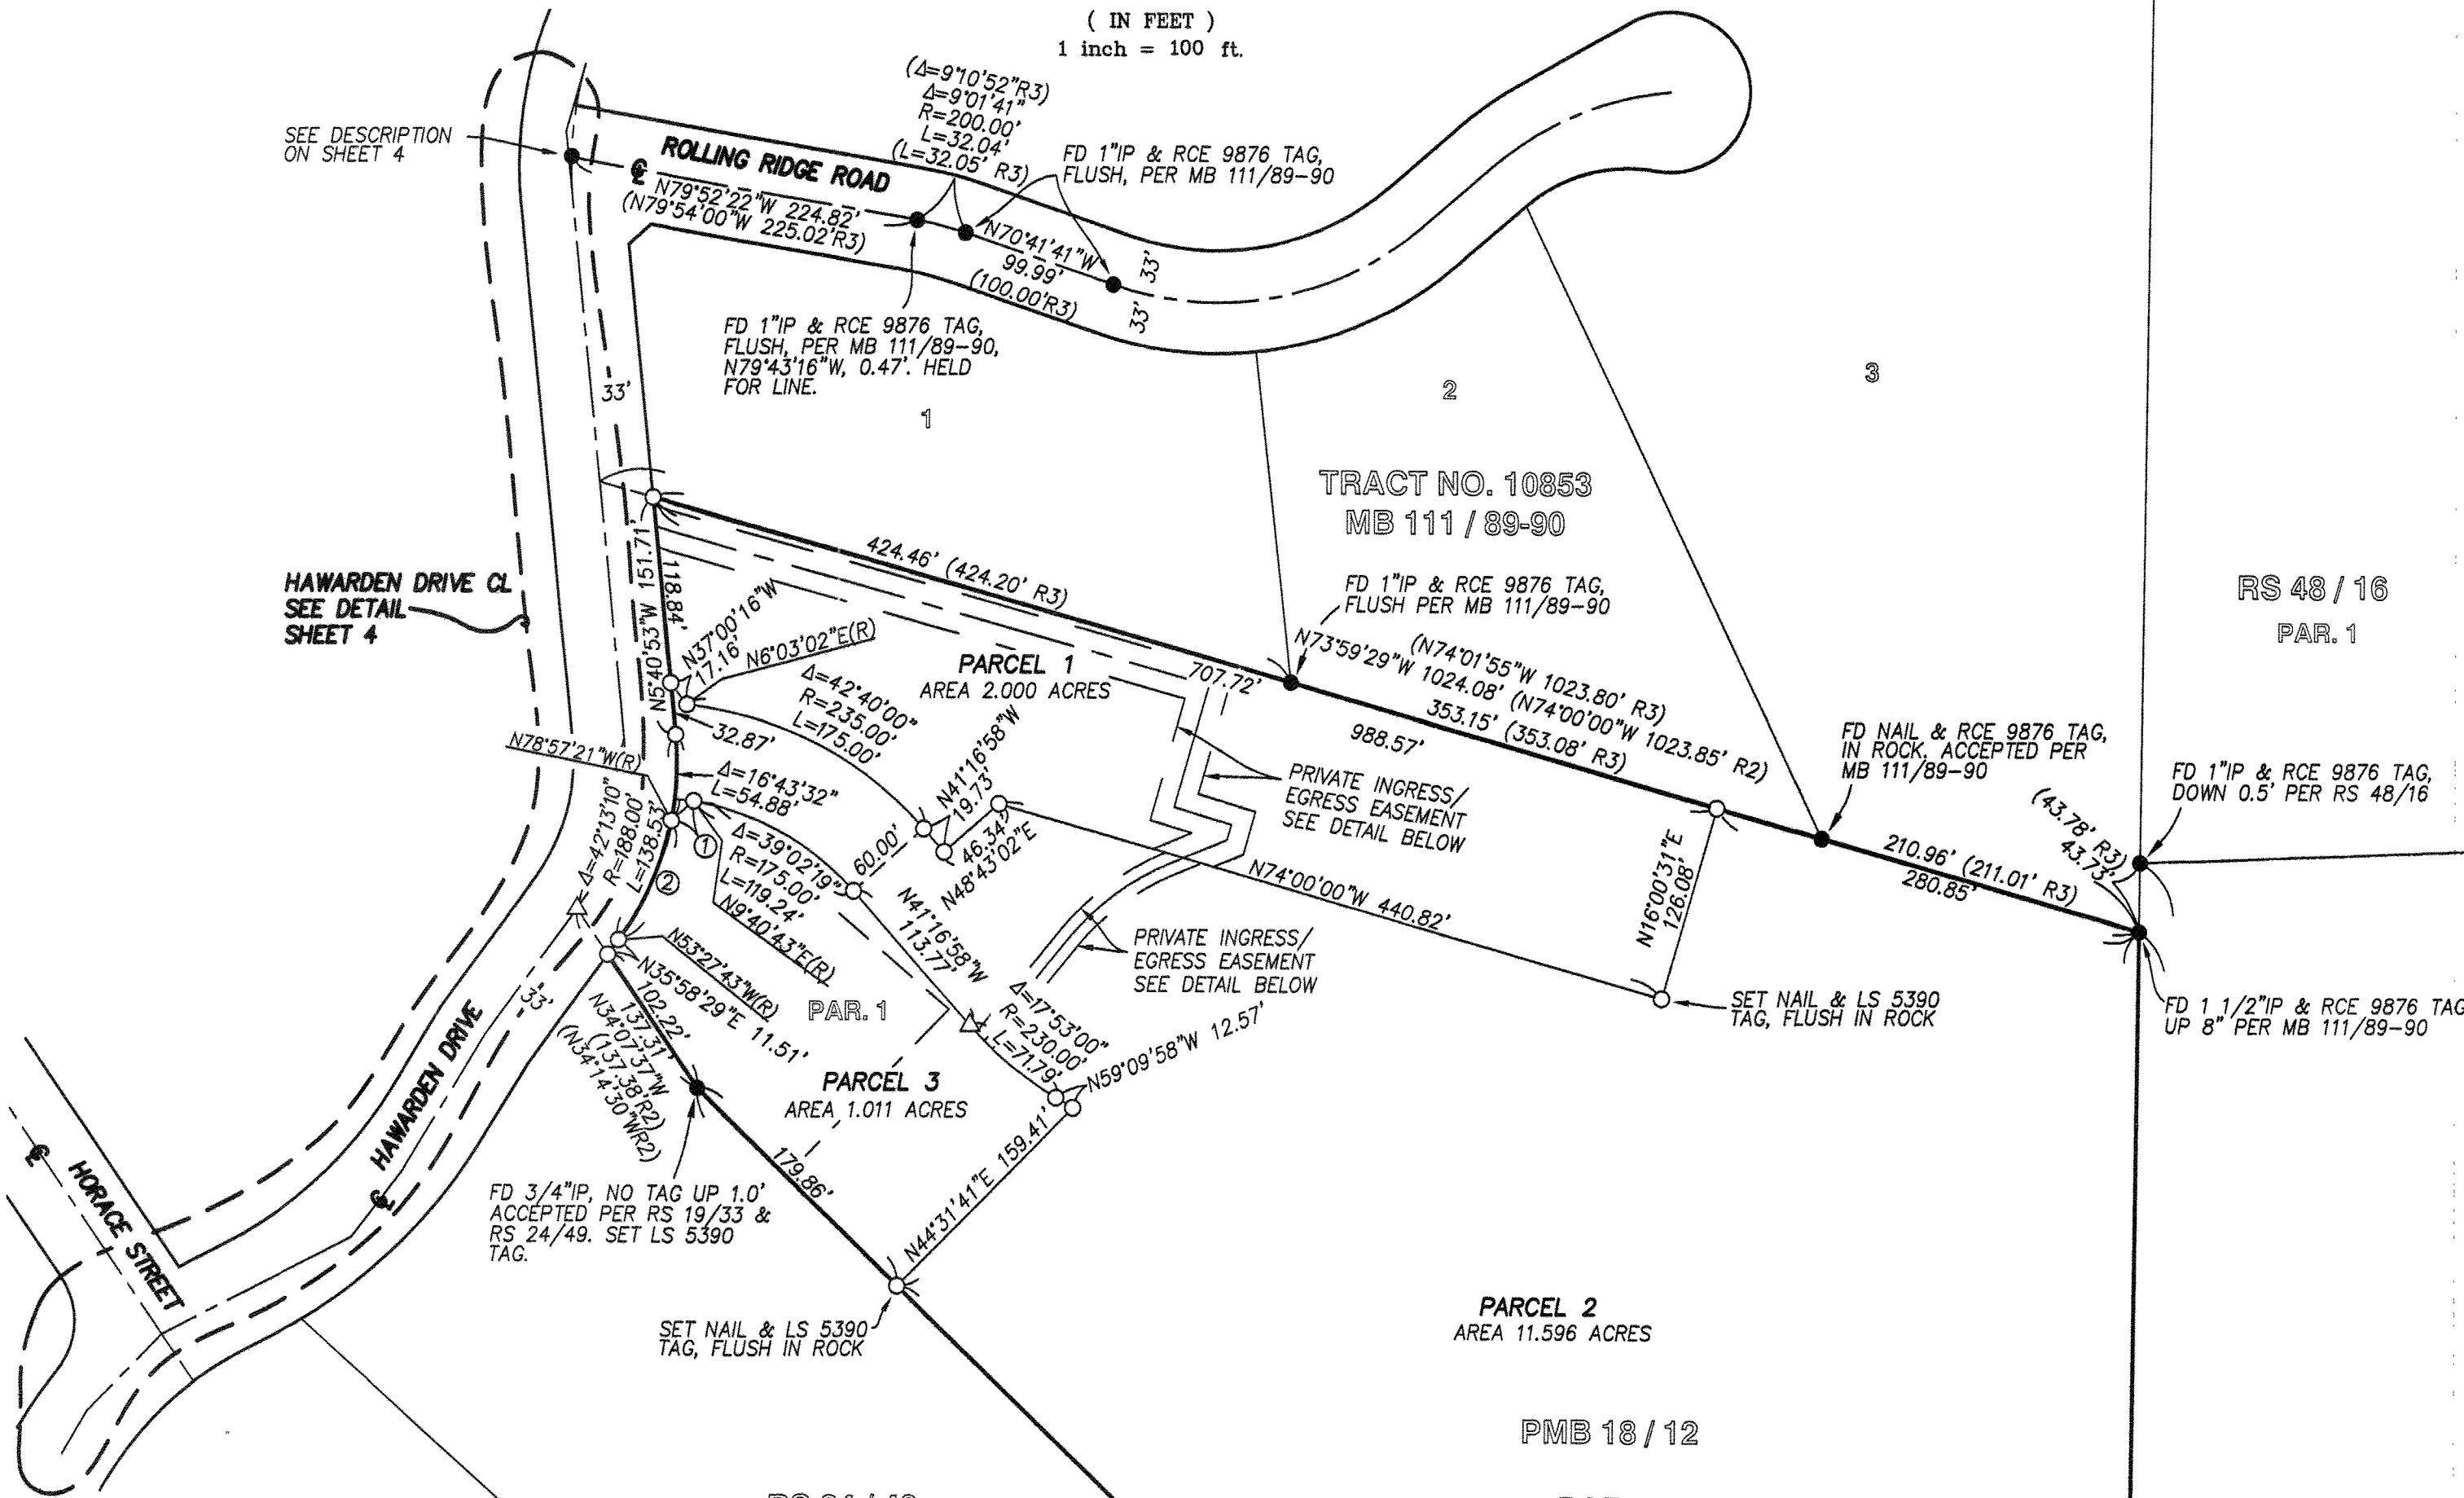 ( IN FEET )
1 inch = 100 ft.
(Δ=9°10'52"R3)
Δ=9°01'41"
R=200.00'
L=32.04'
(L=32.05' R3)
SEE DESCRIPTION
ON SHEET 4
ROLLING RIDGE ROAD
N79°52'22"W 224.82'
(N79°54'00"W 225.02'R3)
FD 1"IP & RCE 9876 TAG,
FLUSH, PER MB 111/89-90
N70°41'41"W
99.99'
(100.00'R3)
33'
33'
FD 1"IP & RCE 9876 TAG,
FLUSH, PER MB 111/89-90,
N79°43'16"W, 0.47'. HELD
FOR LINE.
33'
1
2
3
TRACT NO. 10853
MB 111 / 89-90
RS 48 / 16
PAR. 1
HAWARDEN DRIVE CL
SEE DETAIL
SHEET 4
424.46' (424.20' R3)
FD 1"IP & RCE 9876 TAG,
FLUSH PER MB 111/89-90
N5°40'53"W 151.71'
118.84'
N37°00'16"W
17.16'
N6°03'02"E(R)
PARCEL 1
AREA 2.000 ACRES
707.72'
(N74°01'55"W 1023.80' R3)
N73°59'29"W 1024.08' (N74°00'00"W 1023.85' R2)
353.15' (353.08' R3)
988.57'
FD NAIL & RCE 9876 TAG,
IN ROCK. ACCEPTED PER
MB 111/89-90
FD 1"IP & RCE 9876 TAG,
DOWN 0.5' PER RS 48/16
(43.78' R3)
43.73'
210.96' (211.01' R3)
280.85'
FD 1 1/2"IP & RCE 9876 TAG
UP 8" PER MB 111/89-90
Δ=42°40'00"
R=235.00'
L=175.00'
32.87'
N78°57'21"W(R)
Δ=16°43'32"
L=54.88'
Δ=42°13'10"
R=188.00'
L=138.53'
1
2
Δ=39°02'19"
R=175.00'
L=119.24'
N9°40'43"E(R)
60.00'
N41°16'58"W
19.73'
46.34'
N48°43'02"E
PRIVATE INGRESS/
EGRESS EASEMENT
SEE DETAIL BELOW
N74°00'00"W 440.82'
N16°00'31"E
126.08'
SET NAIL & LS 5390
TAG, FLUSH IN ROCK
N41°16'58"W
113.77'
PRIVATE INGRESS/
EGRESS EASEMENT
SEE DETAIL BELOW
Δ=17°53'00"
R=230.00'
L=71.79'
N59°09'58"W 12.57'
N53°27'43"W(R)
N35°58'29"E 11.51'
102.22'
137.31'
N34°07'37"W
(137.38'R2)
(N34°14'30"WR2)
33'
PAR. 1
PARCEL 3
AREA 1.011 ACRES
HAWARDEN DRIVE
HORACE STREET
179.86'
N44°31'41"E 159.41'
FD 3/4"IP, NO TAG UP 1.0'
ACCEPTED PER RS 19/33 &
RS 24/49. SET LS 5390
TAG.
SET NAIL & LS 5390
TAG, FLUSH IN ROCK
PARCEL 2
AREA 11.596 ACRES
PMB 18 / 12